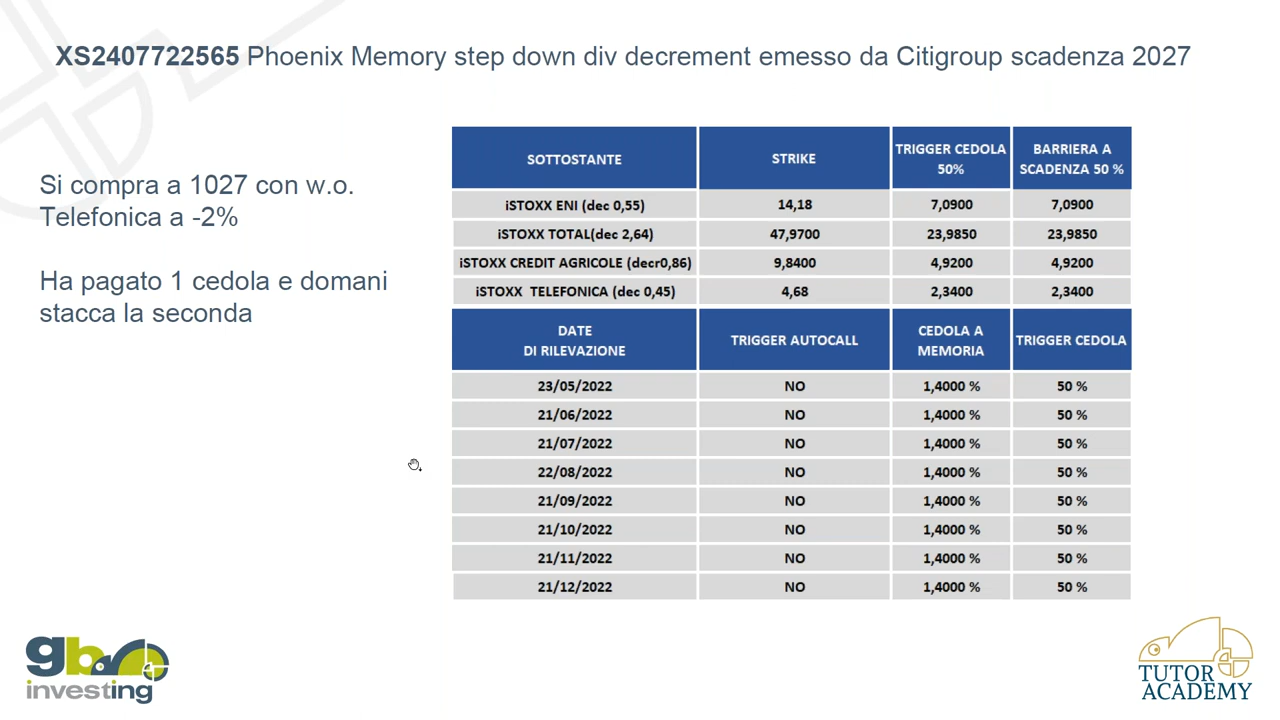 XS2407722565 Phoenix Memory step down div decrement emesso da Citigroup scadenza 2027
Si compra a 1027 con w.o.
Telefonica a -2%
Ha pagato 1 cedola e domani
stacca la seconda
SOTTOSTANTE STRIKE TRIGGER CEDOLA 50% BARRIERA A SCADENZA 50 %
iSTOXX ENI (dec 0,55) 14,18 7,0900 7,0900
iSTOXX TOTAL(dec 2,64) 47,9700 23,9850 23,9850
iSTOXX CREDIT AGRICOLE (decr0,86) 9,8400 4,9200 4,9200
iSTOXX TELEFONICA (dec 0,45) 4,68 2,3400 2,3400
DATE DI RILEVAZIONE TRIGGER AUTOCALL CEDOLA A MEMORIA TRIGGER CEDOLA
23/05/2022 NO 1,4000 % 50 %
21/06/2022 NO 1,4000 % 50 %
21/07/2022 NO 1,4000 % 50 %
22/08/2022 NO 1,4000 % 50 %
21/09/2022 NO 1,4000 % 50 %
21/10/2022 NO 1,4000 % 50 %
21/11/2022 NO 1,4000 % 50 %
21/12/2022 NO 1,4000 % 50 %
gb
investing
TUTOR
ACADEMY